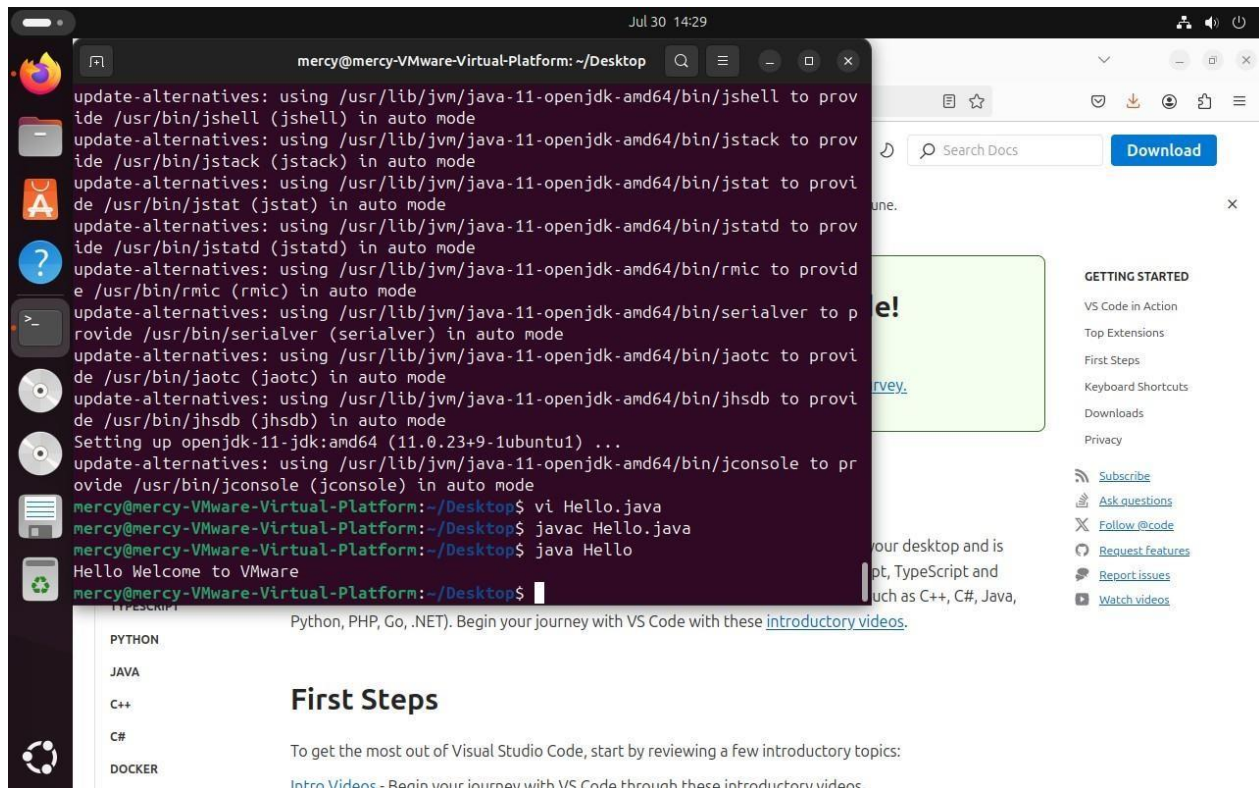 Jul 30 14:29
mercy@mercy-VMware-Virtual-Platform: ~/Desktop
update-alternatives: using /usr/lib/jvm/java-11-openjdk-amd64/bin/jshell to prov
ide /usr/bin/jshell (jshell) in auto mode
update-alternatives: using /usr/lib/jvm/java-11-openjdk-amd64/bin/jstack to prov
ide /usr/bin/jstack (jstack) in auto mode
update-alternatives: using /usr/lib/jvm/java-11-openjdk-amd64/bin/jstat to provi
de /usr/bin/jstat (jstat) in auto mode
update-alternatives: using /usr/lib/jvm/java-11-openjdk-amd64/bin/jstatd to prov
ide /usr/bin/jstatd (jstatd) in auto mode
update-alternatives: using /usr/lib/jvm/java-11-openjdk-amd64/bin/rmic to provid
e /usr/bin/rmic (rmic) in auto mode
update-alternatives: using /usr/lib/jvm/java-11-openjdk-amd64/bin/serialver to p
rovide /usr/bin/serialver (serialver) in auto mode
update-alternatives: using /usr/lib/jvm/java-11-openjdk-amd64/bin/jaotc to provi
de /usr/bin/jaotc (jaotc) in auto mode
update-alternatives: using /usr/lib/jvm/java-11-openjdk-amd64/bin/jhsdb to provi
de /usr/bin/jhsdb (jhsdb) in auto mode
Setting up openjdk-11-jdk:amd64 (11.0.23+9-1ubuntu1) ...
update-alternatives: using /usr/lib/jvm/java-11-openjdk-amd64/bin/jconsole to pr
ovide /usr/bin/jconsole (jconsole) in auto mode
mercy@mercy-VMware-Virtual-Platform:~/Desktop$ vi Hello.java
mercy@mercy-VMware-Virtual-Platform:~/Desktop$ javac Hello.java
mercy@mercy-VMware-Virtual-Platform:~/Desktop$ java Hello
Hello Welcome to VMware
mercy@mercy-VMware-Virtual-Platform:~/Desktop$
Search Docs
Download
une.
e!
rvey.
your desktop and is
pt, TypeScript and
uch as C++, C#, Java,
Python, PHP, Go, .NET). Begin your journey with VS Code with these introductory videos.
First Steps
To get the most out of Visual Studio Code, start by reviewing a few introductory topics:
Intro Videos - Begin your journey with VS Code through these introductory videos.
TYPESCRIPT
PYTHON
JAVA
C++
C#
DOCKER
GETTING STARTED
VS Code in Action
Top Extensions
First Steps
Keyboard Shortcuts
Downloads
Privacy
Subscribe
Ask questions
Follow @code
Request features
Report issues
Watch videos